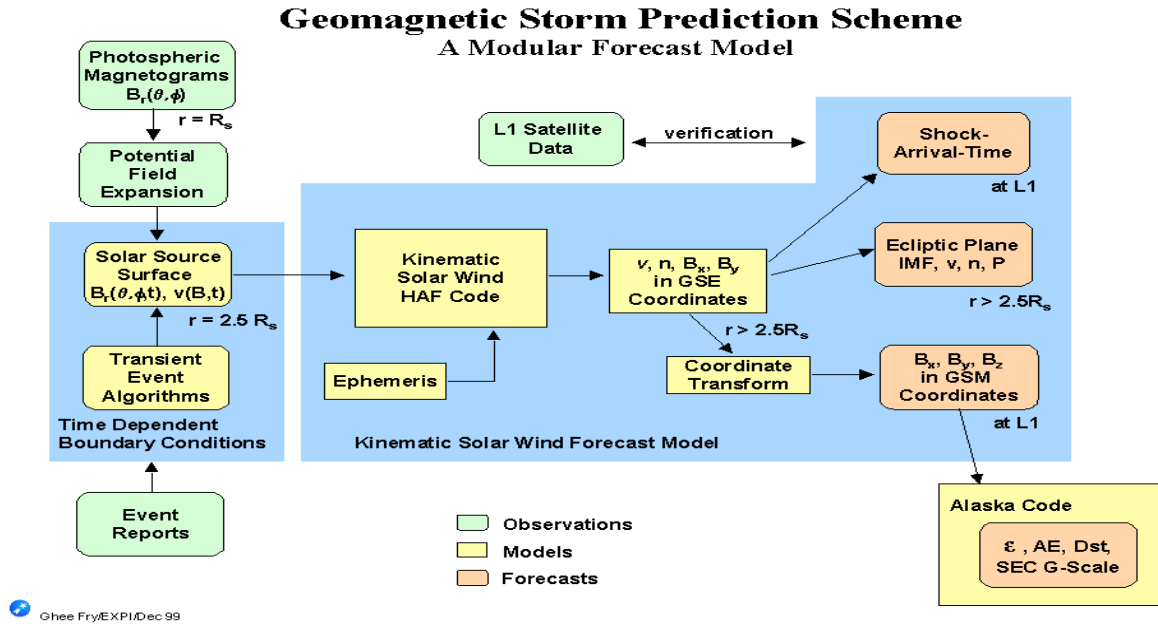 Geomagnetic Storm Prediction Scheme
A Modular Forecast Model
Photospheric
Magnetograms
Br(θ,ϕ)
r = Rs
Potential
Field
Expansion
Solar Source
Surface
Br(θ,ϕ,t), v(B,t)
r = 2.5 Rs
Transient
Event
Algorithms
Time Dependent
Boundary Conditions
Event
Reports
L1 Satellite
Data
verification
Shock-
Arrival-Time
at L1
Kinematic
Solar Wind
HAF Code
Ephemeris
v, n, Bx, By
in GSE
Coordinates
r > 2.5Rs
Ecliptic Plane
IMF, v, n, P
r > 2.5Rs
Coordinate
Transform
Bx, By, Bz
in GSM
Coordinates
at L1
Kinematic Solar Wind Forecast Model
Alaska Code
ε , AE, Dst,
SEC G-Scale
Observations
Models
Forecasts
Ghee Fry/EXPI/Dec 99